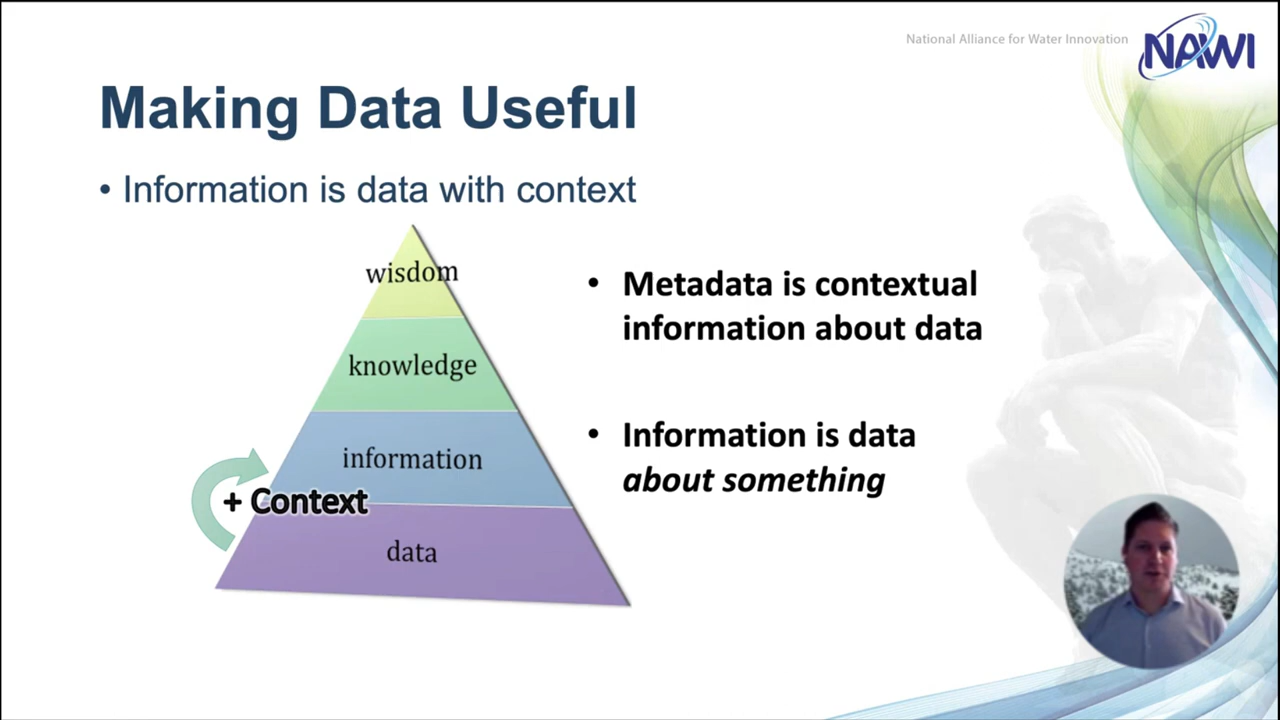 National Alliance for Water Innovation
NAWI
Making Data Useful
• Information is data with context
wisdom
knowledge
information
+ Context
data
• Metadata is contextual
information about data
• Information is data
about something